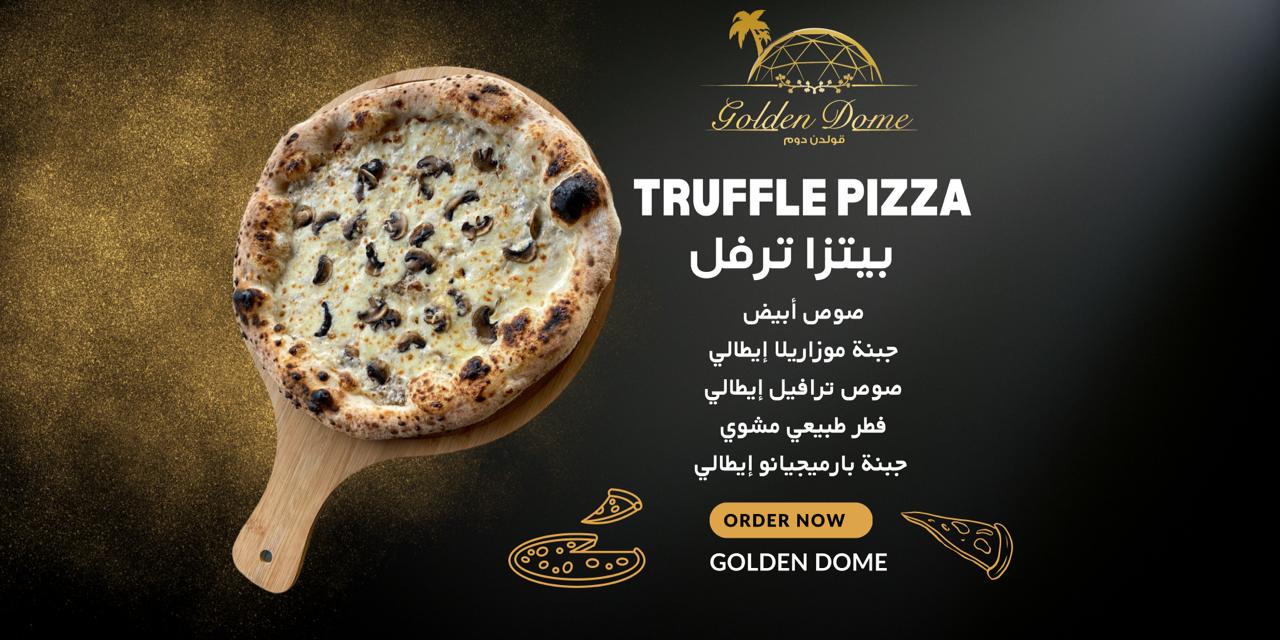 Golden Dome
قولدن دوم
TRUFFLE PIZZA
بيتزا ترفل
صوص أبيض
جبنة موزاريلا إيطالي
صوص ترافيل إيطالي
فطر طبيعي مشوي
جبنة بارميجيانو إيطالي
ORDER NOW
GOLDEN DOME